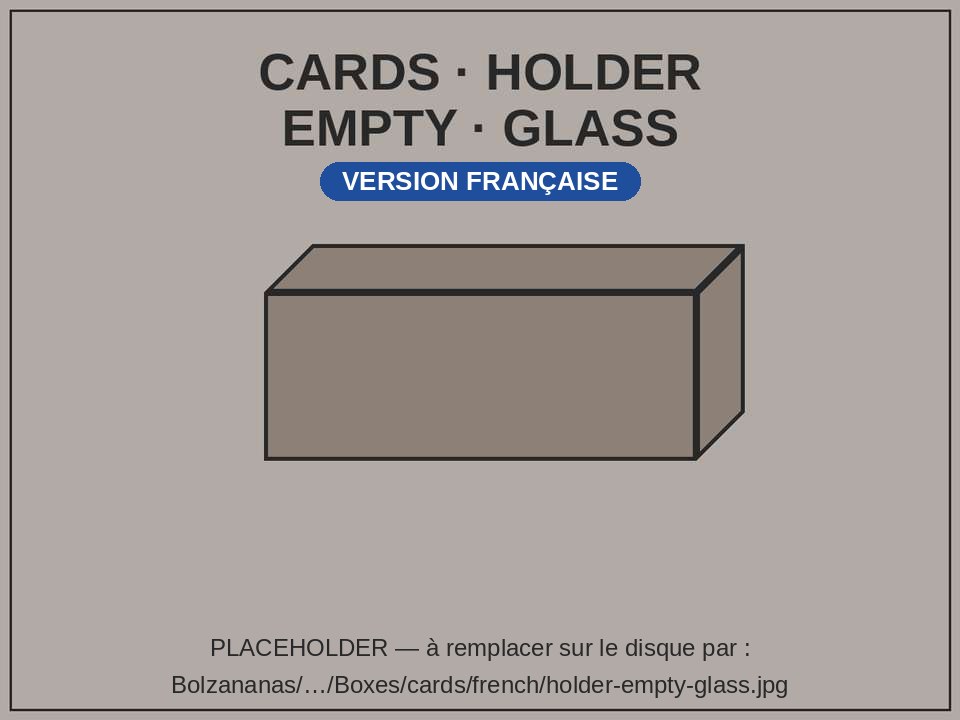 CARDS · HOLDER
EMPTY · GLASS
VERSION FRANÇAISE
PLACEHOLDER — à remplacer sur le disque par :
Bolzananas/…/Boxes/cards/french/holder-empty-glass.jpg